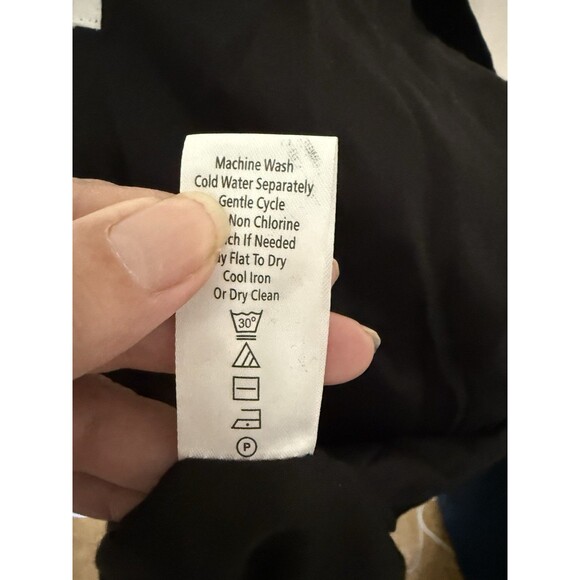 Machine Wash
Cold Water Separately
Gentle Cycle
Non Chlorine
If Needed
Flat To Dry
Cool Iron
Or Dry Clean
30°
P